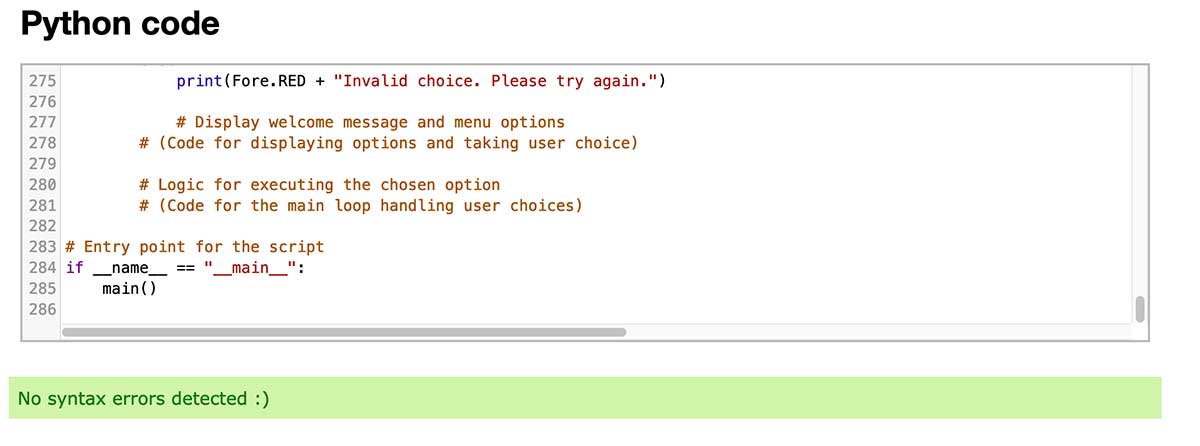 Python code
275 print(Fore.RED + "Invalid choice. Please try again.")
276
277 # Display welcome message and menu options
278 # (Code for displaying options and taking user choice)
279
280 # Logic for executing the chosen option
281 # (Code for the main loop handling user choices)
282
283 # Entry point for the script
284 if __name__ == "__main__":
285 main()
286
No syntax errors detected :)